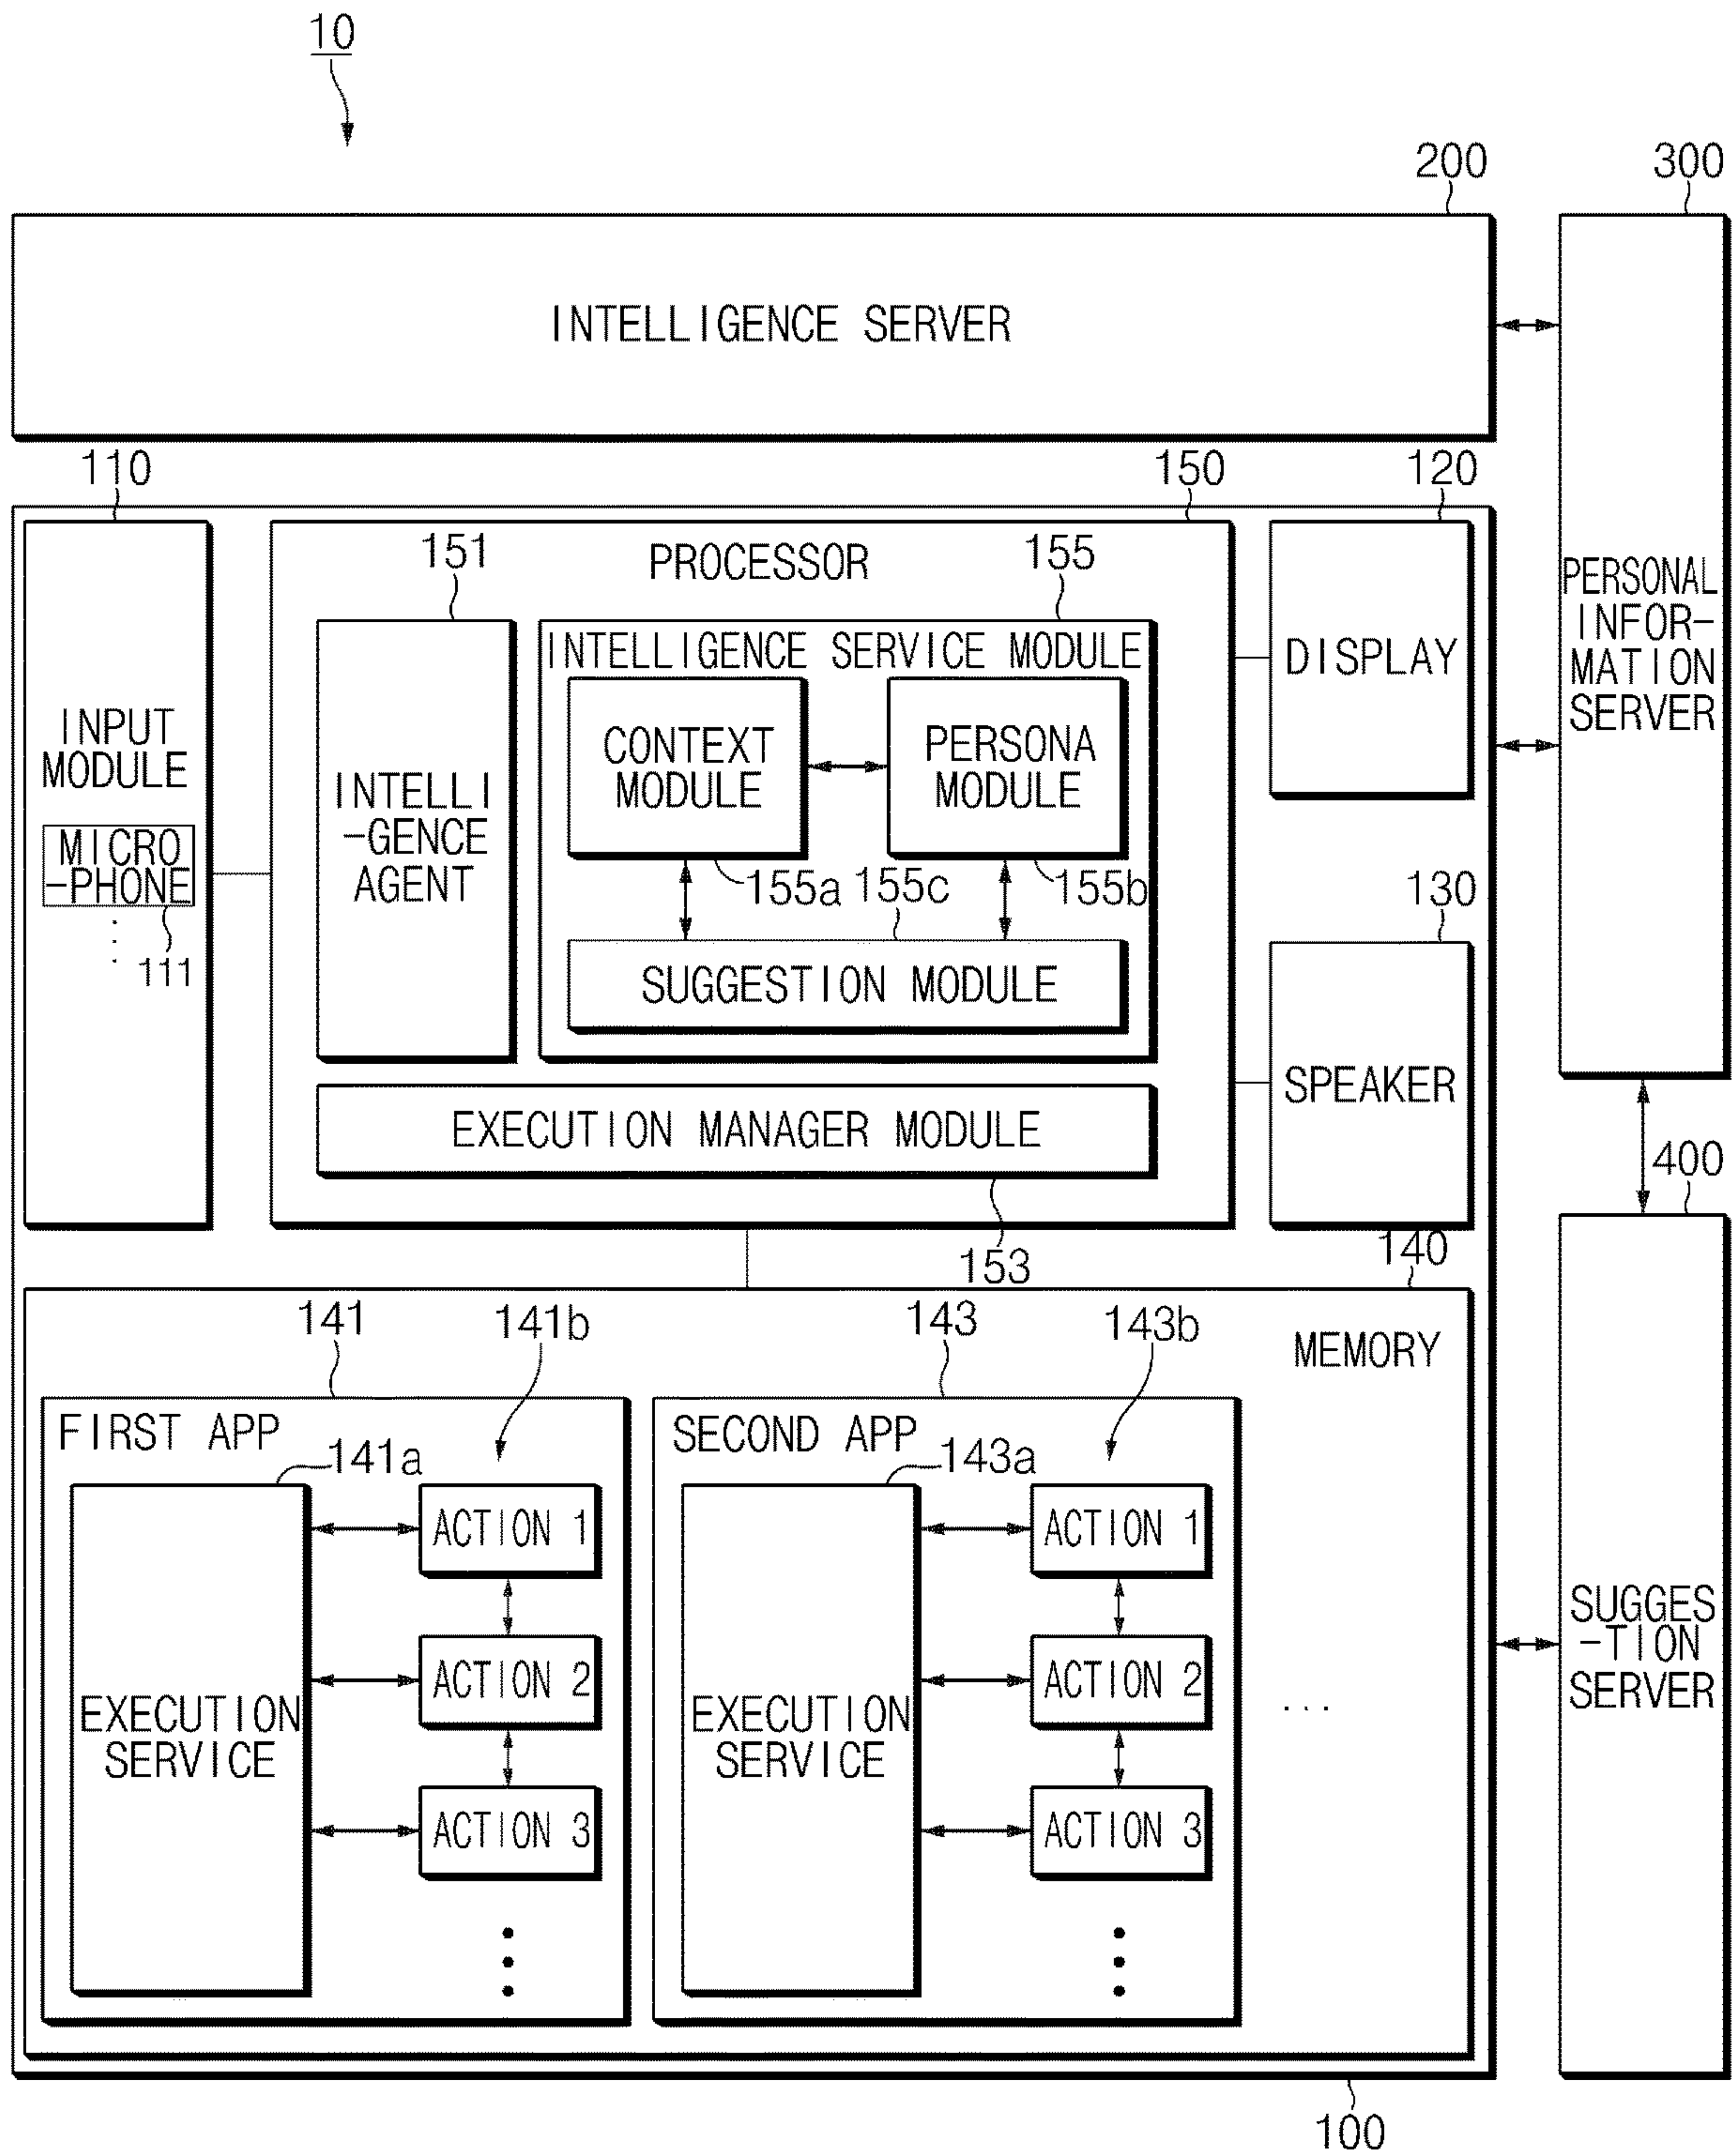 10
200
300
INTELLIGENCE SERVER
110
150
120
151
PROCESSOR
155
PERSONAL
INFOR-
MATION
SERVER
INTELLIGENCE SERVICE MODULE
DISPLAY
INPUT
MODULE
CONTEXT
MODULE
PERSONA
MODULE
INTELLI
-GENCE
AGENT
MICRO
-PHONE
111
155a
155c
155b
130
SUGGESTION MODULE
SPEAKER
EXECUTION MANAGER MODULE
400
153
140
141
141b
143
143b
MEMORY
FIRST APP
SECOND APP
141a
143a
ACTION 1
ACTION 1
ACTION 2
ACTION 2
EXECUTION
SERVICE
EXECUTION
SERVICE
...
SUGGES
-TION
SERVER
ACTION 3
ACTION 3
100